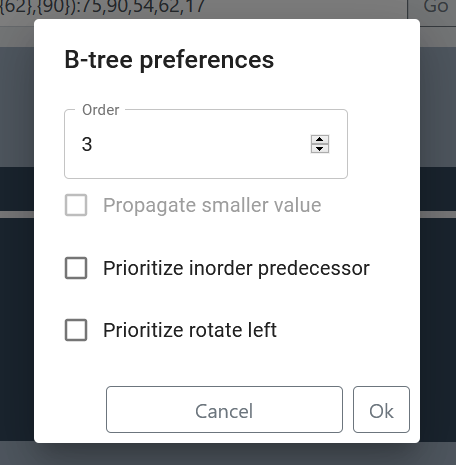 {62},{90}):75,90,54,62,17
Go
B-tree preferences
Order
3
Propagate smaller value
Prioritize inorder predecessor
Prioritize rotate left
Cancel
Ok